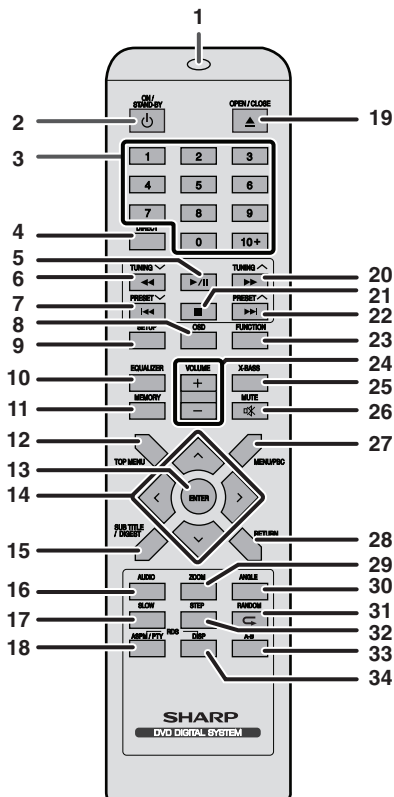 1
ON /
STAND-BY
OPEN / CLOSE
2
19
3
1 2 3
4 5 6
7 8 9
4
DIRECT
0 10+
5
TUNING TUNING
6
20
7
PRESET PRESET
21
8
22
9
SETUP OSD FUNCTION
23
24
10
EQUALIZER VOLUME X-BASS
+
25
11
MEMORY MUTE
–
26
12
27
TOP MENU MENU/PBC
13
14
ENTER
SUB TITLE
/ DIGEST
RETURN
15
28
29
AUDIO ZOOM ANGLE
16
30
SLOW STEP RANDOM
17
31
32
ASPM / PTY RDS DISP A-B
18
33
34
SHARP
DVD DIGITAL SYSTEM